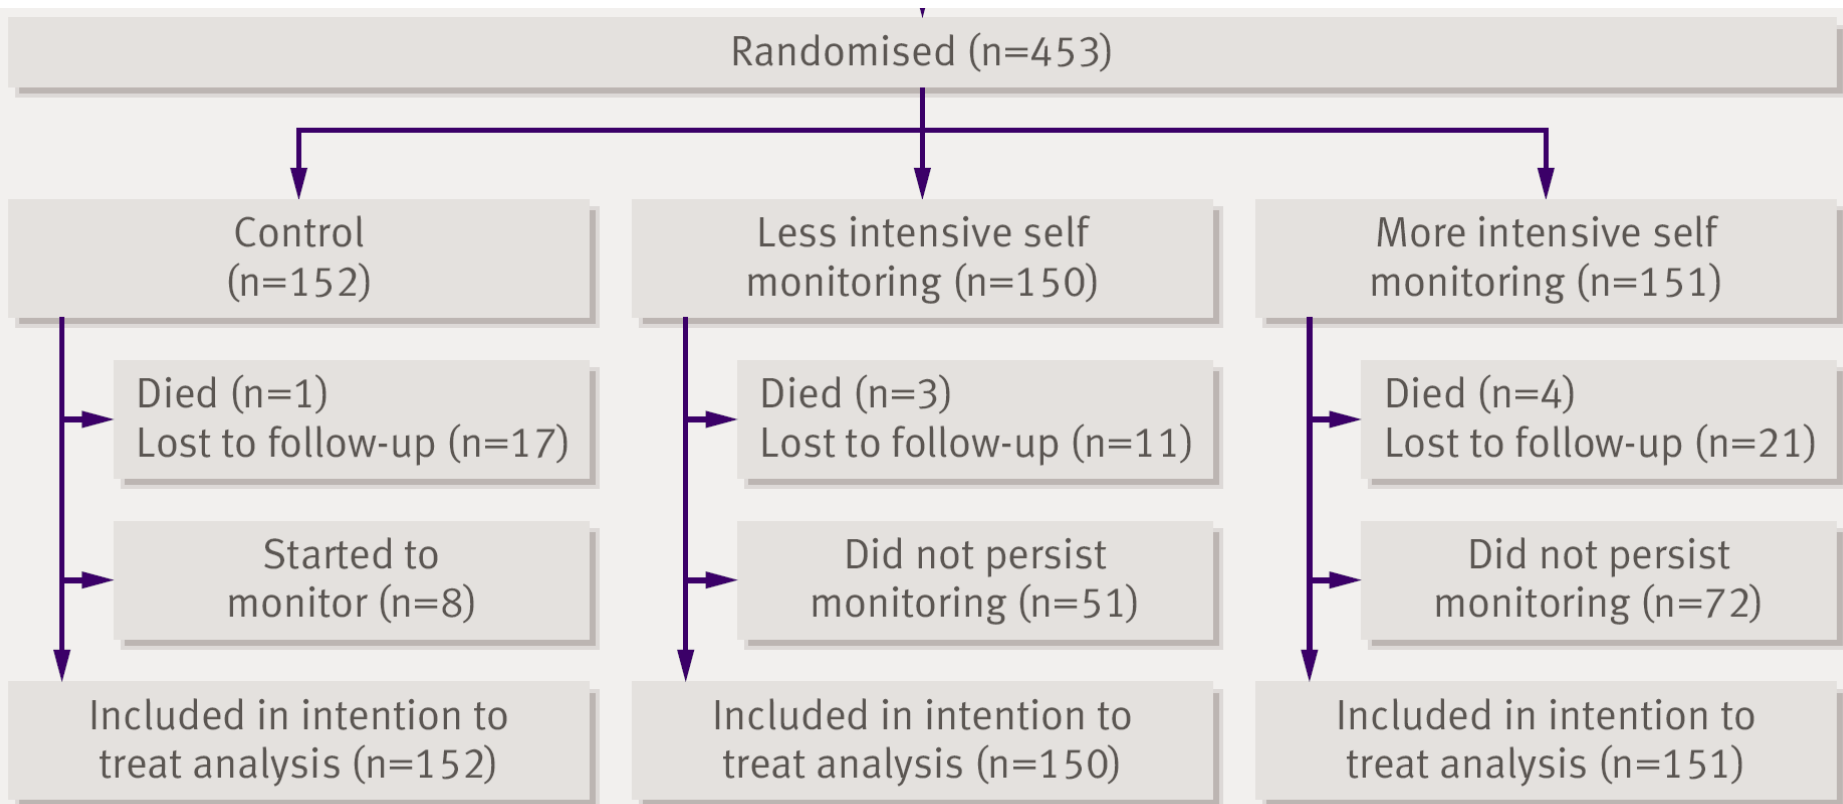 Randomised (n=453)
Control
(n=152)
Less intensive self
monitoring (n=150)
More intensive self
monitoring (n=151)
Died (n=1)
Lost to follow-up (n=17)
Died (n=3)
Lost to follow-up (n=11)
Died (n=4)
Lost to follow-up (n=21)
Started to
monitor (n=8)
Did not persist
monitoring (n=51)
Did not persist
monitoring (n=72)
Included in intention to
treat analysis (n=152)
Included in intention to
treat analysis (n=150)
Included in intention to
treat analysis (n=151)